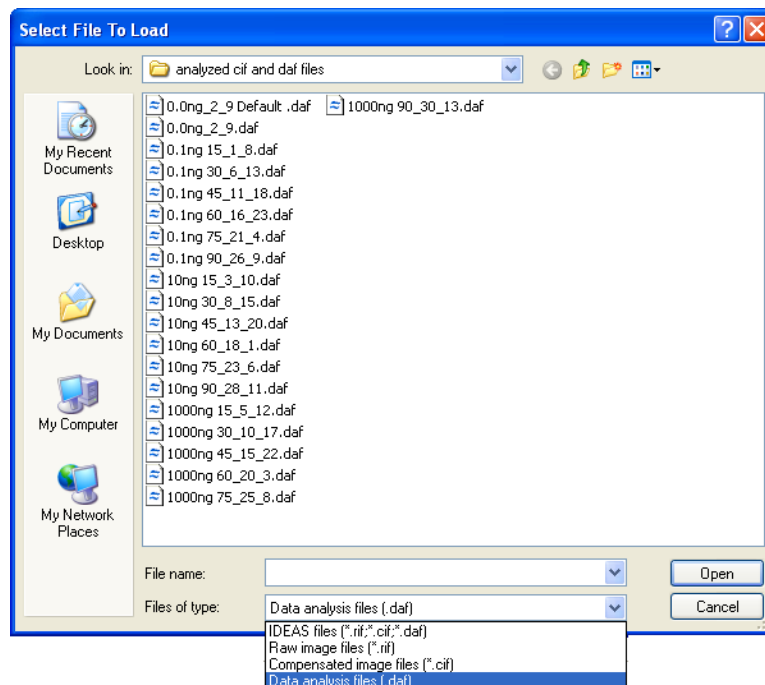 Select File To Load
Look in: analyzed cif and daf files
My Recent
Documents
Desktop
My Documents
My Computer
My Network
Places
0.0ng_2_9 Default .daf
0.0ng_2_9.daf
0.1ng 15_1_8.daf
0.1ng 30_6_13.daf
0.1ng 45_11_18.daf
0.1ng 60_16_23.daf
0.1ng 75_21_4.daf
0.1ng 90_26_9.daf
10ng 15_3_10.daf
10ng 30_8_15.daf
10ng 45_13_20.daf
10ng 60_18_1.daf
10ng 75_23_6.daf
10ng 90_28_11.daf
1000ng 15_5_12.daf
1000ng 30_10_17.daf
1000ng 45_15_22.daf
1000ng 60_20_3.daf
1000ng 75_25_8.daf
1000ng 90_30_13.daf
File name:
Open
Files of type: Data analysis files (.daf)
Cancel
IDEAS files (*.rif;*.cif;*.daf)
Raw image files (*.rif)
Compensated image files (*.cif)
Data analysis files (.daf)